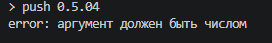 > push 0.5.04
error: аргумент должен быть числом